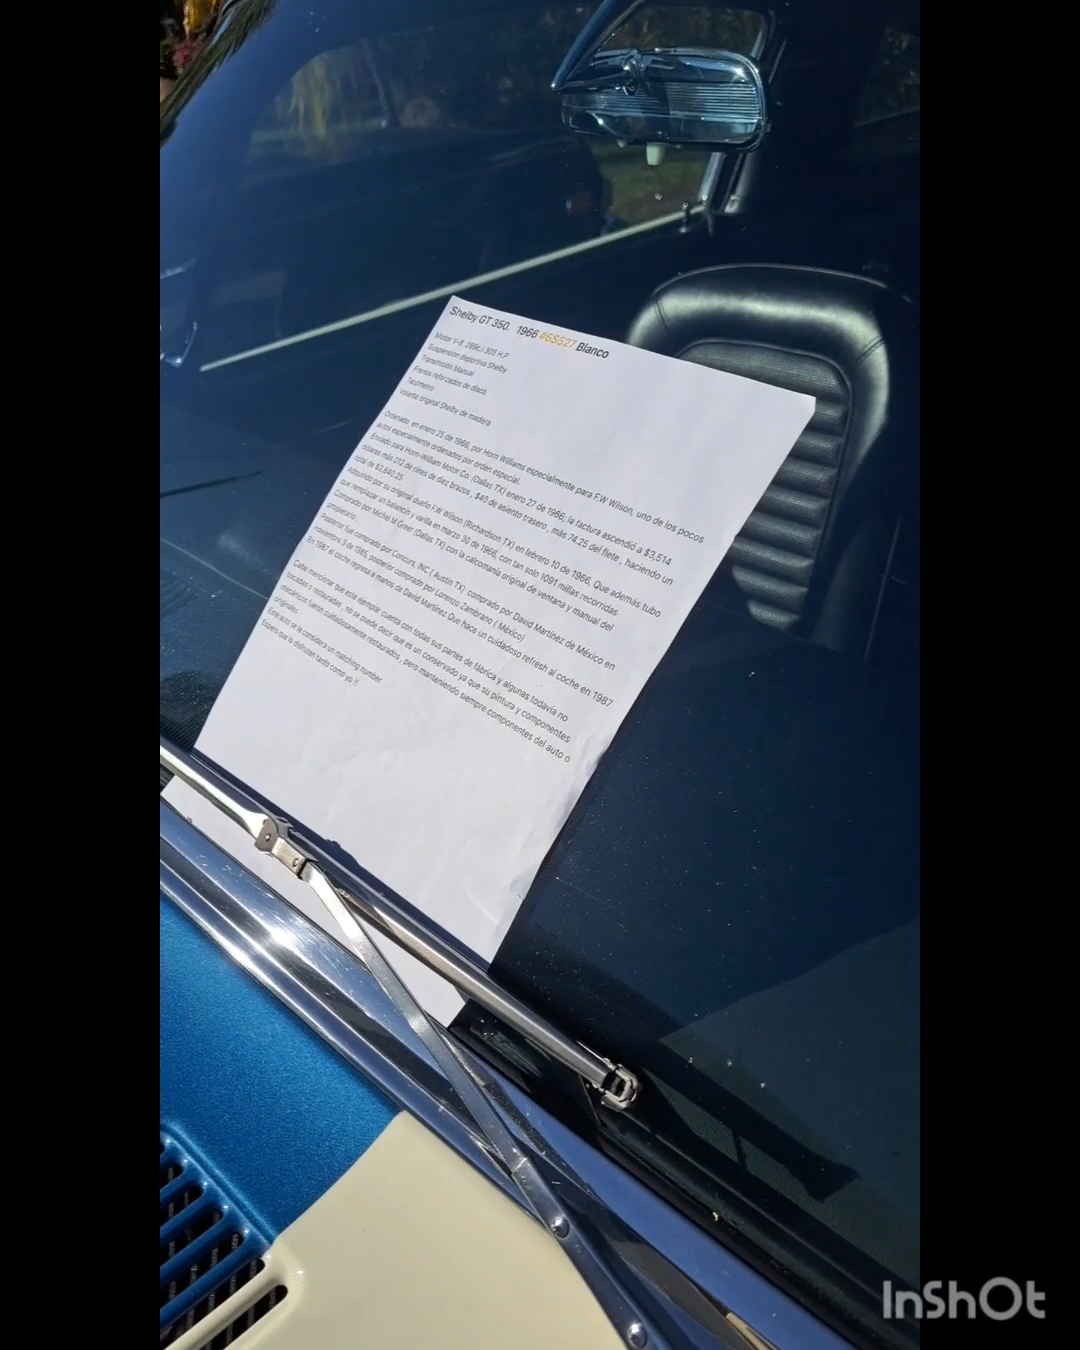 Shelby GT 350. 1966 #6S527 Blanco
Motor V-8 289cJ 305 H.P
Suspension deportiva Shelby
Transmisión Manual
Frenos reforzados de disco
Tacómetro
Volante original Shelby de madera
Ordenado en enero 25 de 1966, por Horn Williams especialmente para F.W Wilson, uno de los pocos
autos especialmente ordenados por orden especial.
Enviado para Horn-William Motor Co. (Dallas TX) enero 27 de 1966; la factura ascendió a $3,514
dólares más 212 de rines de diez brazos , $40 de asiento trasero , más 74.25 del flete , haciendo un
total de $3,840.25
Adquirido por su original dueño F.W Wilson (Richardson TX) en febrero 10 de 1966, Que además tubo
que remplazar un balancín y varilla en marzo 30 de 1966, con tan solo 1091 millas recorridas
Comprado por Michel M.Greer (Dallas TX) con la calcomanía original de ventana y manual del
propietario .
Posterior fue comprado por Concurs, INC ( Austin TX) comprado por David Martínez de México en
noviembre 3 de 1985, posterior comprado por Lorenzo Zambrano ( México)
En 1987 el coche regresa a manos de David Martínez Que hace un cuidadoso refresh al coche en 1987
Cabe mencionar que este ejemplar cuenta con todas sus partes de fábrica y algunas todavía no
tocadas o restauradas , no se puede decir que es un conservado ya que su pintura y componentes
mecánicos fueron cuidadosamente restaurados , pero manteniendo siempre componentes del auto o
originales
Este auto se le considera un matching number
Espero que lo disfruten tanto como yo !!
InShOt